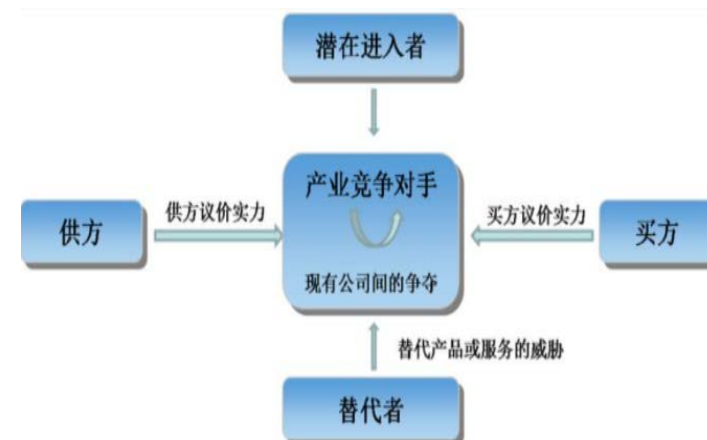 潜在进入者
产业竞争对手
供方议价实力
买方议价实力
供方
买方
现有公司间的争夺
替代产品或服务的威胁
替代者